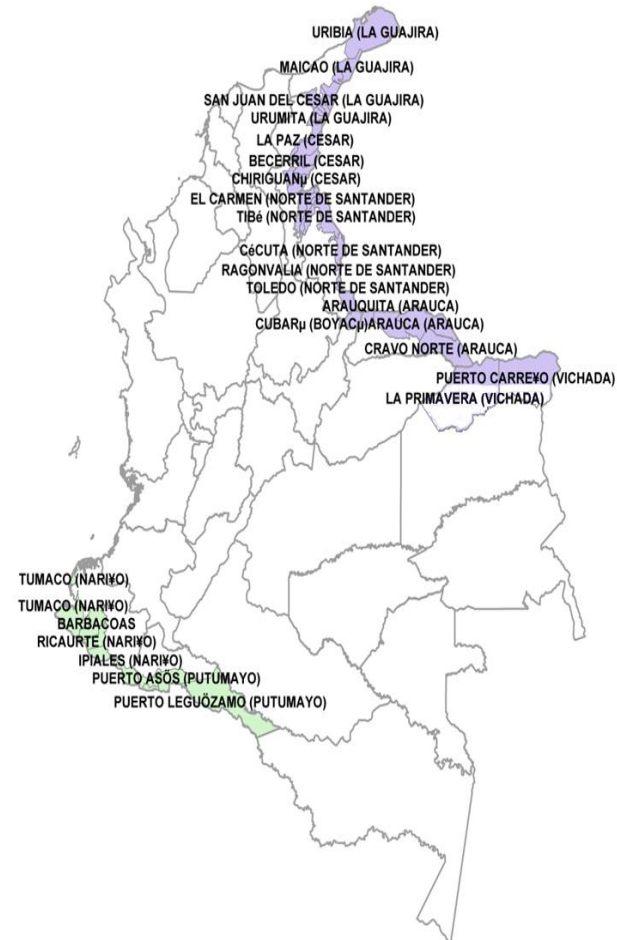 URIBIA (LA GUAJIRA)
MAICAO (LA GUAJIRA)
SAN JUAN DEL CESAR (LA GUAJIRA)
URUMITA (LA GUAJIRA)
LA PAZ (CESAR)
BECERRIL (CESAR)
CHIRIGUANµ (CESAR)
EL CARMEN (NORTE DE SANTANDER)
TIBé (NORTE DE SANTANDER)
CéCUTA (NORTE DE SANTANDER)
RAGONVALIA (NORTE DE SANTANDER)
TOLEDO (NORTE DE SANTANDER)
ARAUQUITA (ARAUCA)
CUBARµ (BOYACµ)ARAUCA (ARAUCA)
CRAVO NORTE (ARAUCA)
PUERTO CARRE¥O (VICHADA)
LA PRIMAVERA (VICHADA)
TUMACO (NARI¥O)
TUMACO (NARI¥O)
BARBACOAS
RICAURTE (NARI¥O)
IPIALES (NARI¥O)
PUERTO ASÖS (PUTUMAYO)
PUERTO LEGUÖZAMO (PUTUMAYO)